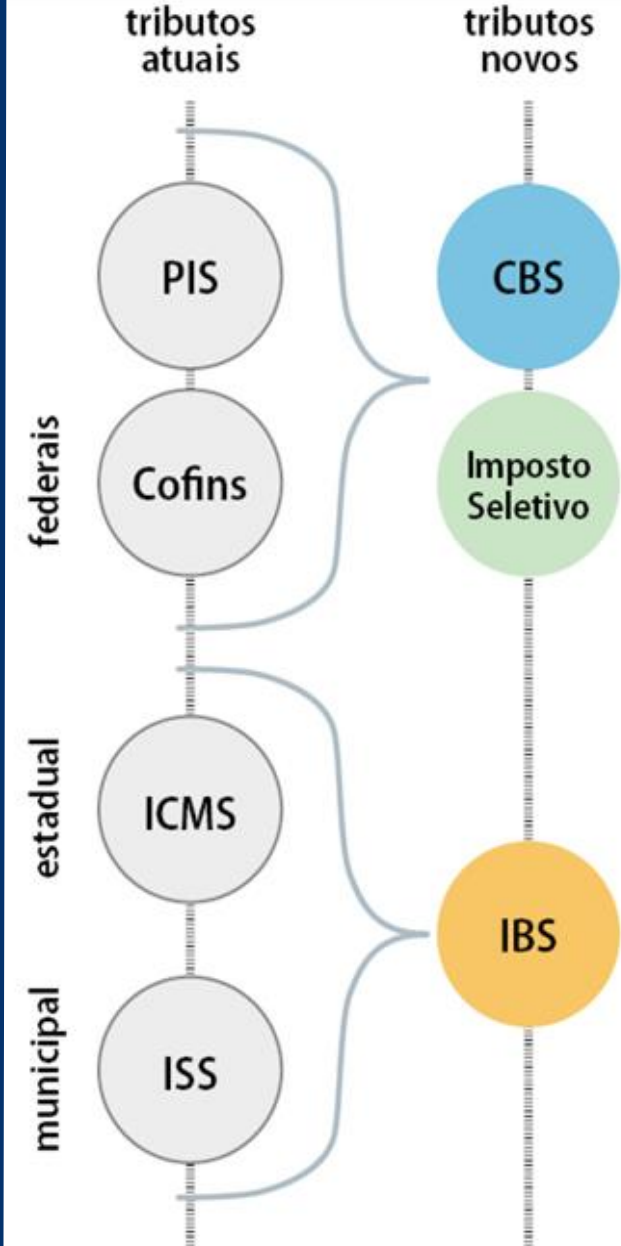 tributos
atuais
tributos
novos
federais
PIS
Cofins
CBS
Imposto
Seletivo
estadual
ICMS
municipal
ISS
IBS